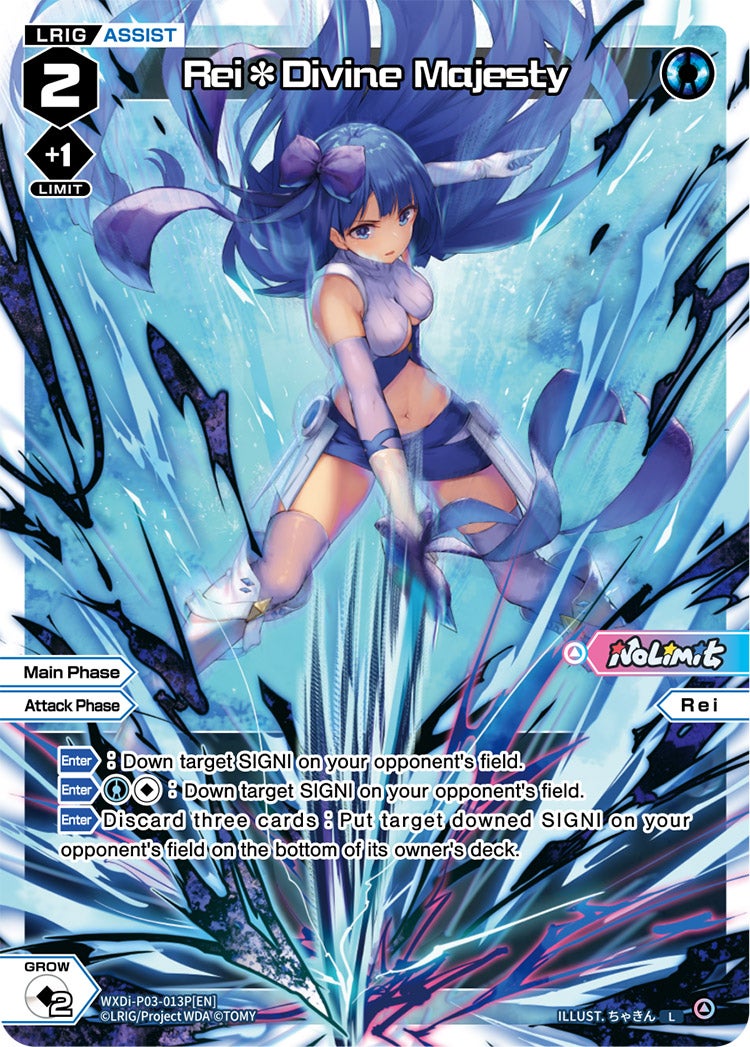 LRIG ASSIST
2
Rei✽Divine Majesty
+1
LIMIT
NoLimit
Main Phase
Attack Phase
Rei
Enter : Down target SIGNI on your opponent's field.
Enter : Down target SIGNI on your opponent's field.
Enter Discard three cards : Put target downed SIGNI on your
opponent's field on the bottom of its owner's deck.
GROW
2
WXDi-P03-013P[EN]
©LRIG/Project WDA ©TOMY
ILLUST. ちゃきん L